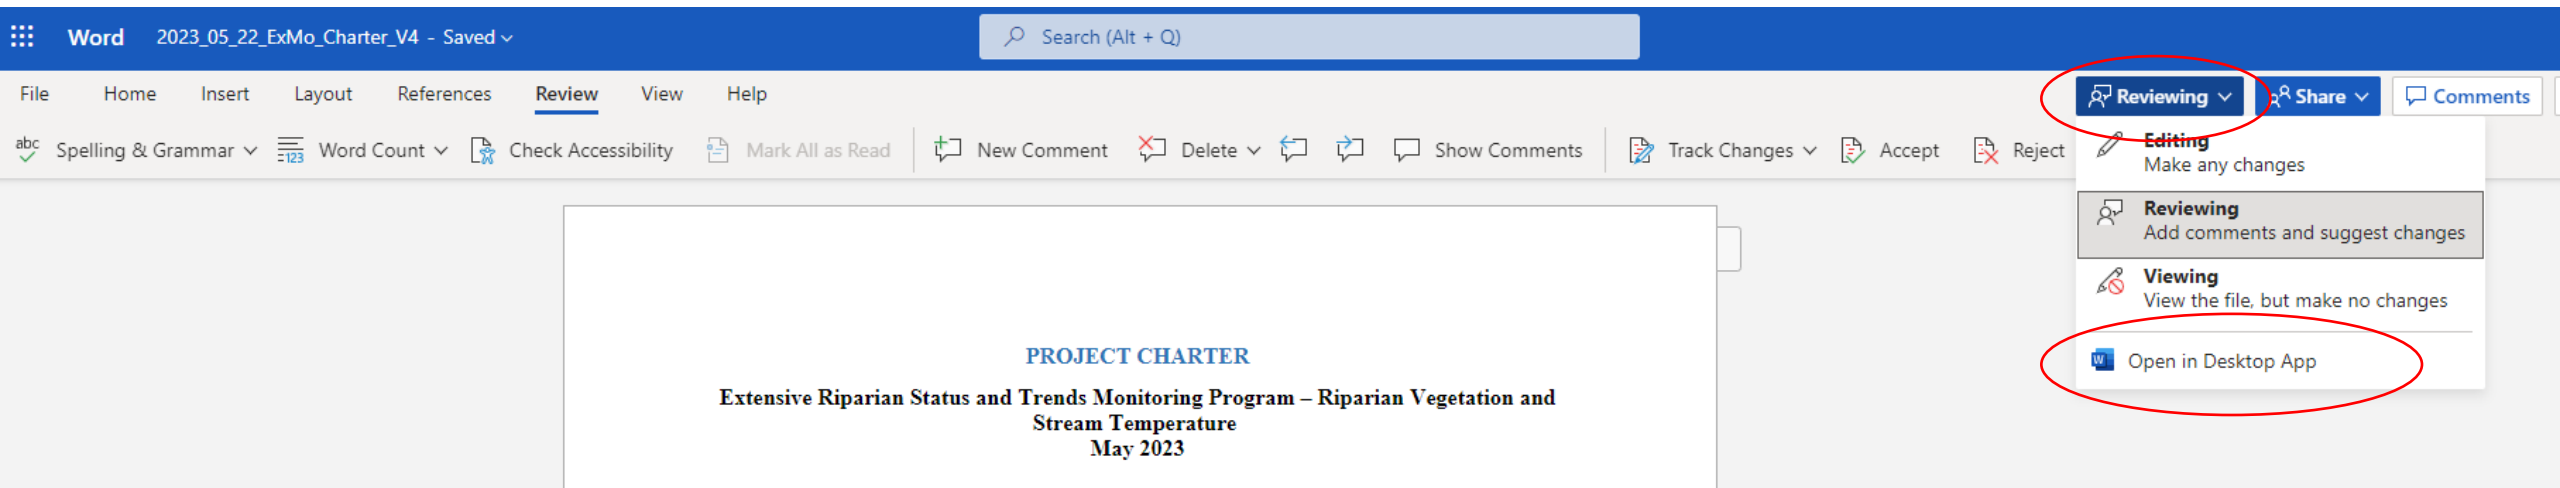 Word 2023_05_22_ExMo_Charter_V4 - Saved Search (Alt + Q)
File Home Insert Layout References Review View Help Reviewing Share Comments
abc Spelling & Grammar 123 Word Count Check Accessibility Mark All as Read New Comment Delete Show Comments Track Changes Accept Reject
Editing
Make any changes
Reviewing
Add comments and suggest changes
Viewing
View the file, but make no changes
W Open in Desktop App
PROJECT CHARTER
Extensive Riparian Status and Trends Monitoring Program – Riparian Vegetation and
Stream Temperature
May 2023